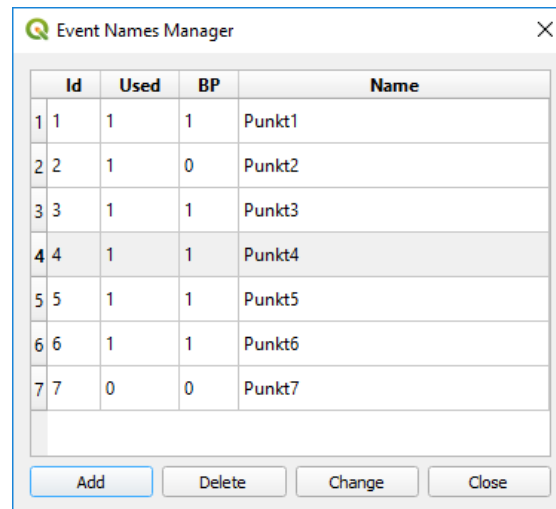 Event Names Manager
Id Used BP Name
1 1 1 1 Punkt1
2 2 1 0 Punkt2
3 3 1 1 Punkt3
4 4 1 1 Punkt4
5 5 1 1 Punkt5
6 6 1 1 Punkt6
7 7 0 0 Punkt7
Add Delete Change Close